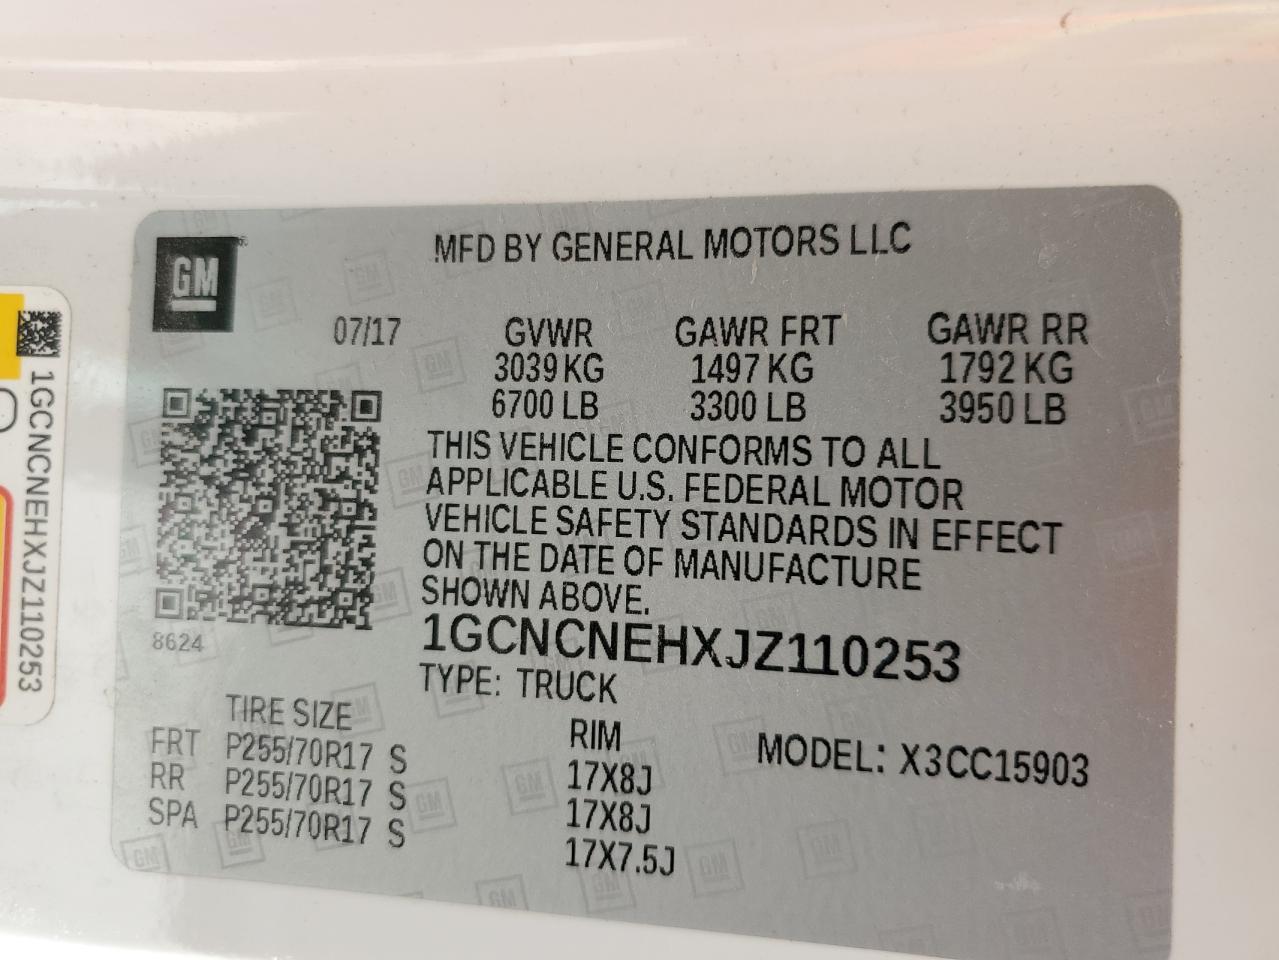 GM
MFD BY GENERAL MOTORS LLC
07/17 GVWR GAWR FRT GAWR RR
3039 KG 1497 KG 1792 KG
6700 LB 3300 LB 3950 LB
THIS VEHICLE CONFORMS TO ALL
APPLICABLE U.S. FEDERAL MOTOR
VEHICLE SAFETY STANDARDS IN EFFECT
ON THE DATE OF MANUFACTURE
SHOWN ABOVE.
8624
1GCNCNEHXJZ110253
TYPE: TRUCK
TIRE SIZE RIM MODEL: X3CC15903
FRT P255/70R17 S 17X8J
RR P255/70R17 S 17X8J
SPA P255/70R17 S 17X7.5J
1GCNCNEHXJZ110253